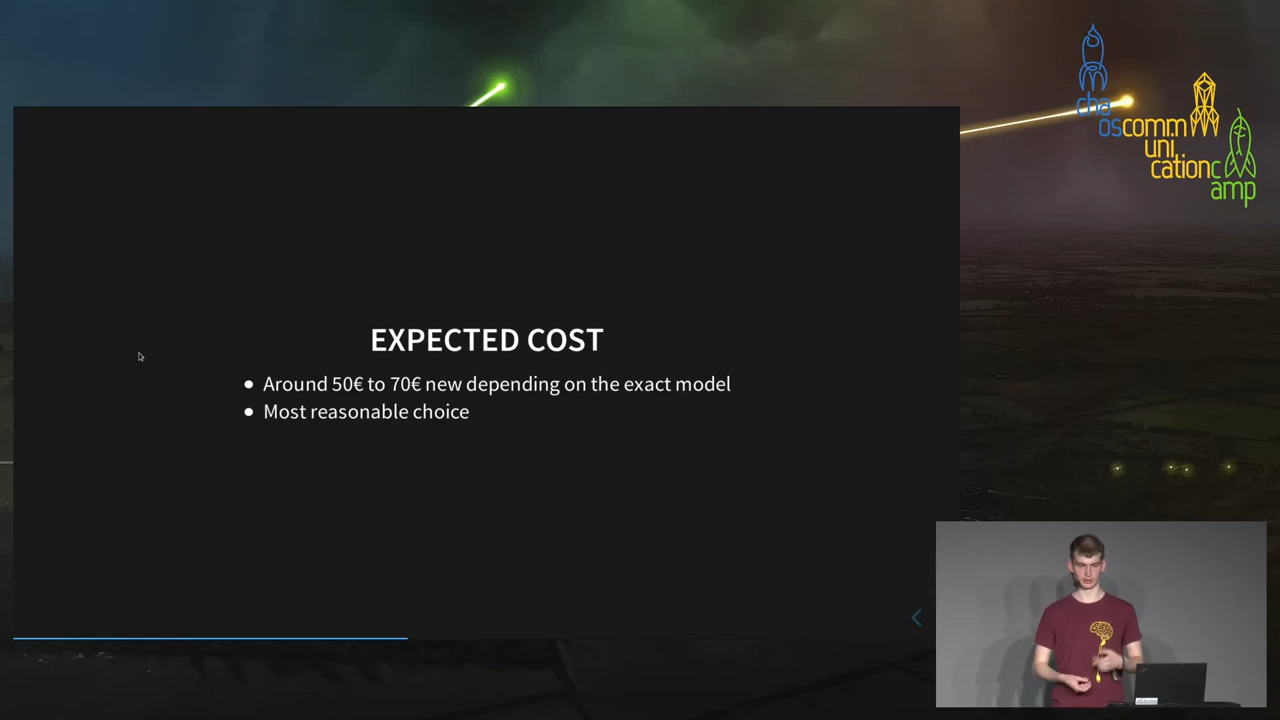 cha
oscomm
uni
cationc
amp
EXPECTED COST
Around 50€ to 70€ new depending on the exact model
Most reasonable choice